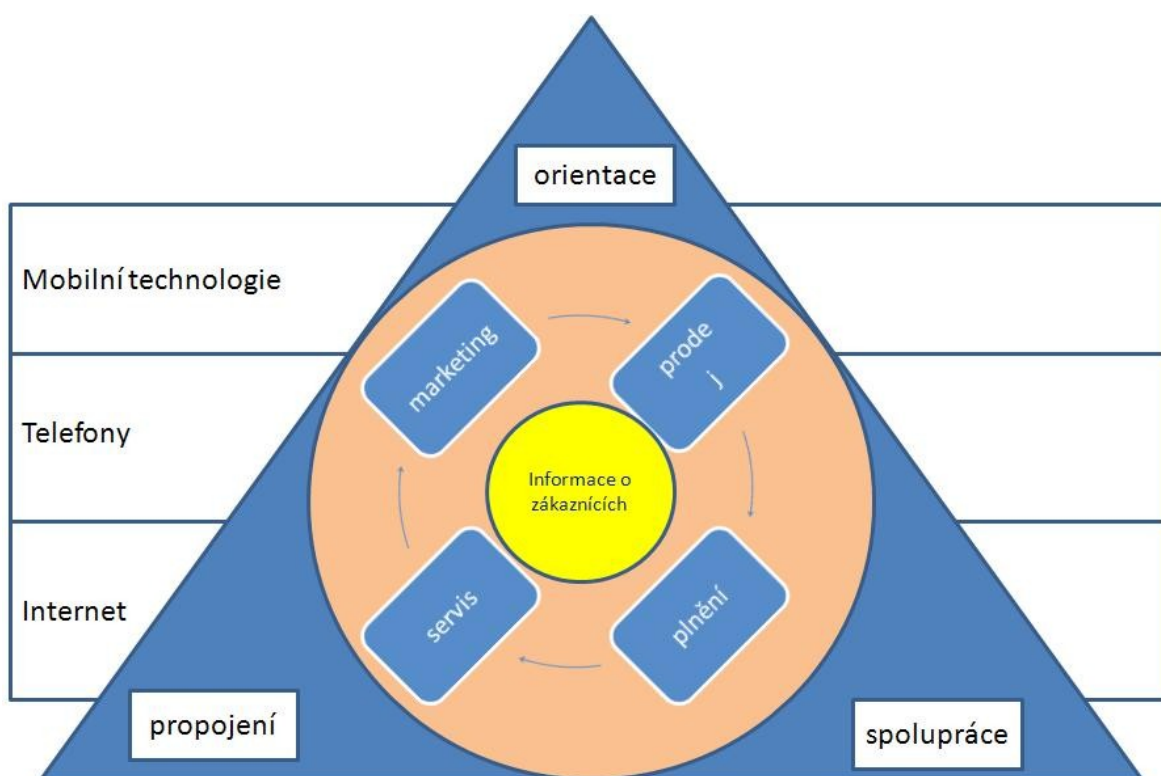 orientace
Mobilní technologie
marketing
prode
j
Telefony
Informace o
zákaznících
Internet
servis
plnění
propojení
spolupráce